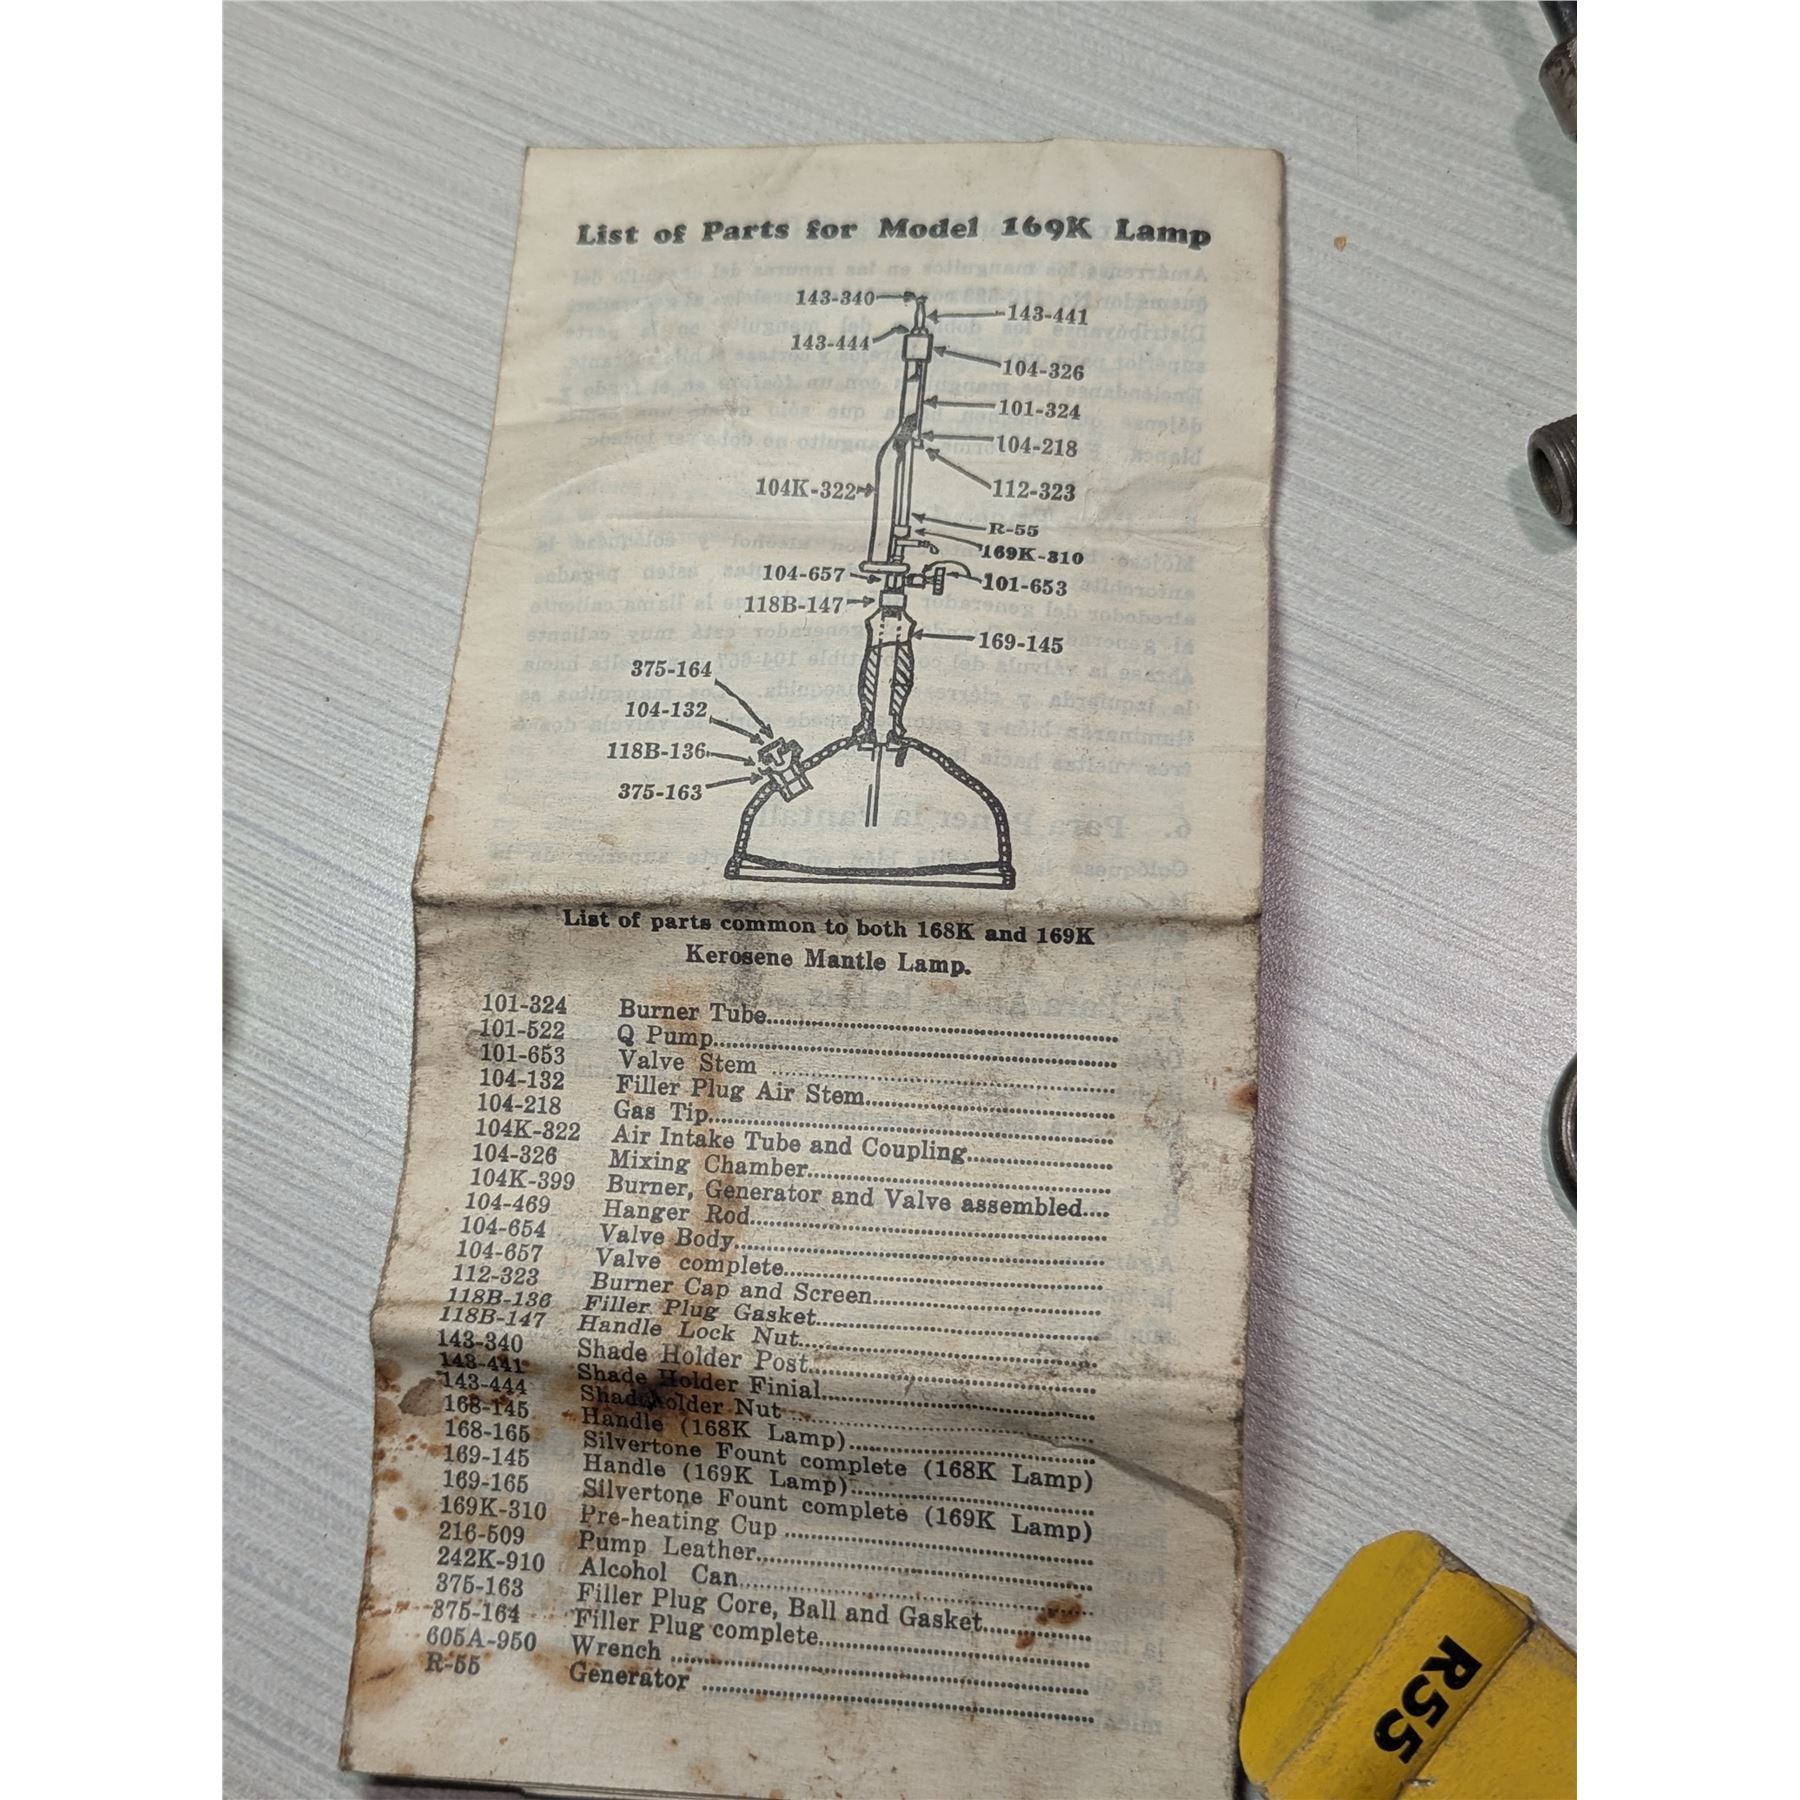 List of Parts for Model 169K Lamp
143-340
143-441
143-444
104-326
101-324
104-218
104K-322
112-323
R-55
169K-310
104-657
101-653
118B-147
169-145
375-164
104-132
118B-136
375-163
List of parts common to both 168K and 169K
Kerosene Mantle Lamp.
101-324 Burner Tube
101-522 Q Pump
101-653 Valve Stem
104-132 Filler Plug Air Stem
104-218 Gas Tip
104K-322 Air Intake Tube and Coupling
104-326 Mixing Chamber
104K-399 Burner, Generator and Valve assembled
104-469 Hanger Rod
104-654 Valve Body
104-657 Valve complete
112-323 Burner Cap and Screen
118B-136 Filler Plug Gasket
118B-147 Handle Lock Nut
143-340 Shade Holder Post
143-441 Shade Holder Finial
143-444 Shadeholder Nut
168-145 Handle (168K Lamp)
168-165 Silvertone Fount complete (168K Lamp)
169-145 Handle (169K Lamp)
169-165 Silvertone Fount complete (169K Lamp)
169K-310 Pre-heating Cup
216-509 Pump Leather
242K-910 Alcohol Can
375-163 Filler Plug Core, Ball and Gasket
375-164 Filler Plug complete
605A-950 Wrench
R-55 Generator
R55